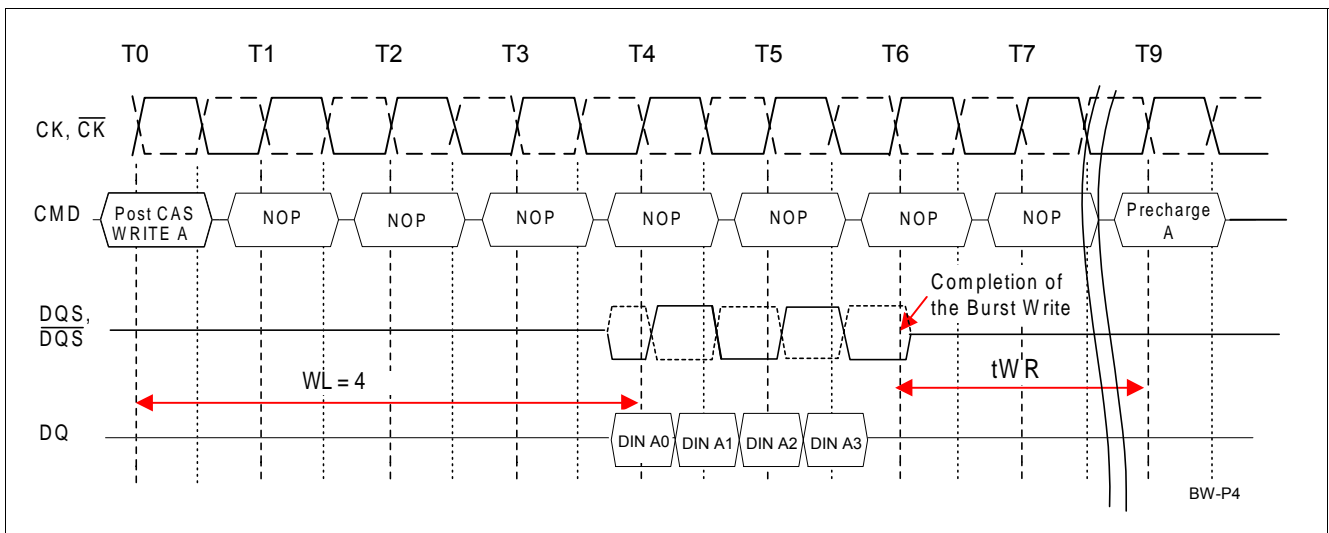 T0 T1 T2 T3 T4 T5 T6 T7 T9
CK, CK
CMD Post CAS NOP NOP NOP NOP NOP NOP NOP Precharge
WRITE A A
Completion of
the Burst Write
DQS,
DQS
WL = 4 tWR
DQ DIN A0 DIN A1 DIN A2 DIN A3
BW-P4